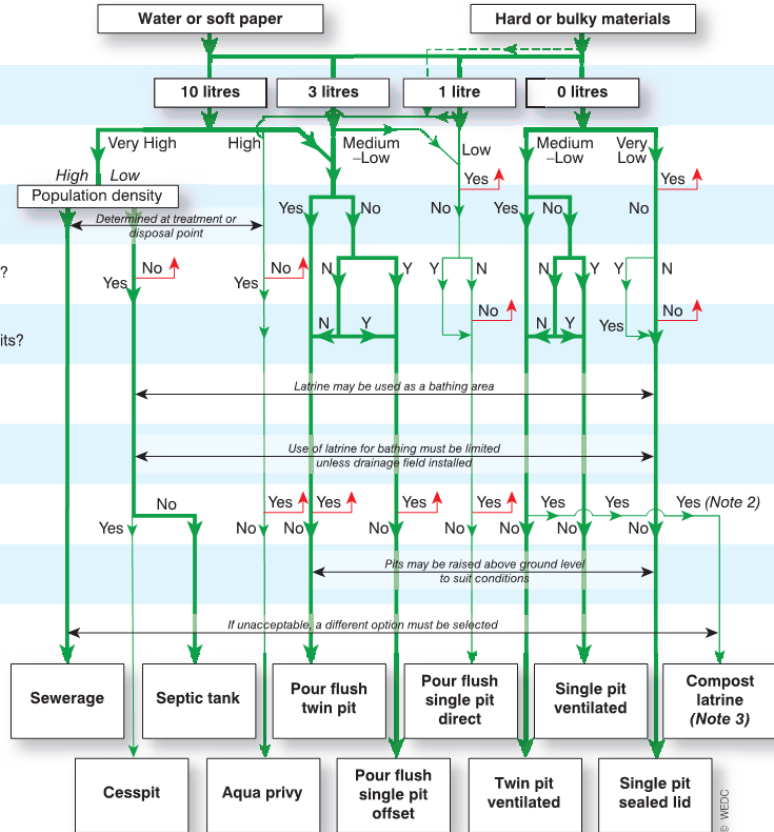 Water or soft paper
Hard or bulky materials
10 litres
3 litres
1 litre
0 litres
Very High
High
Medium
–Low
Low
Medium
–Low
Very
Low
High
Low
Yes
Yes
Population density
Yes
No
No
Yes
No
No
Determined at treatment or
disposal point
?
No
Yes
No
Yes
N
Y
Y
N
N
Y
Y
N
No
No
its?
N
Y
N
Y
Yes
Latrine may be used as a bathing area
Use of latrine for bathing must be limited
unless drainage field installed
No
Yes
Yes
Yes
Yes
Yes
Yes
Yes
Yes (Note 2)
No
No
No
No
No
No
No
Pits may be raised above ground level
to suit conditions
If unacceptable, a different option must be selected
Sewerage
Septic tank
Pour flush
twin pit
Pour flush
single pit
direct
Single pit
ventilated
Compost
latrine
(Note 3)
Cesspit
Aqua privy
Pour flush
single pit
offset
Twin pit
ventilated
Single pit
sealed lid
© WEDC